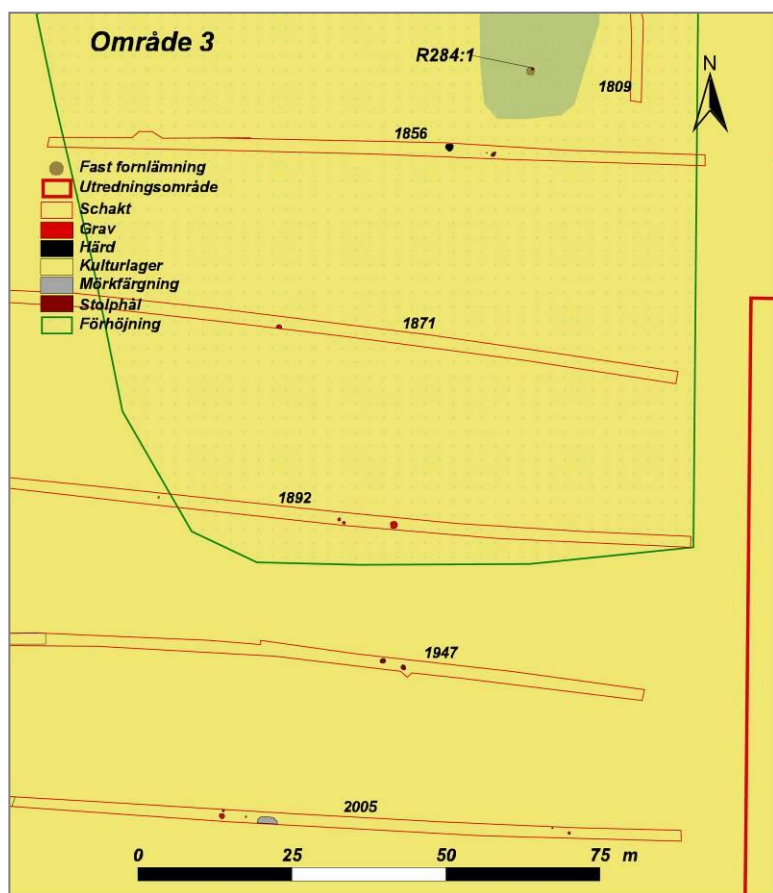 Område 3
R284:1
1809
N
1856
Fast fornlämning
Utredningsområde
Schakt
Grav
Härd
Kulturlager
Mörkfärgning
Stolphål
Förhöjning
1871
1892
1947
2005
0 25 50 75 m